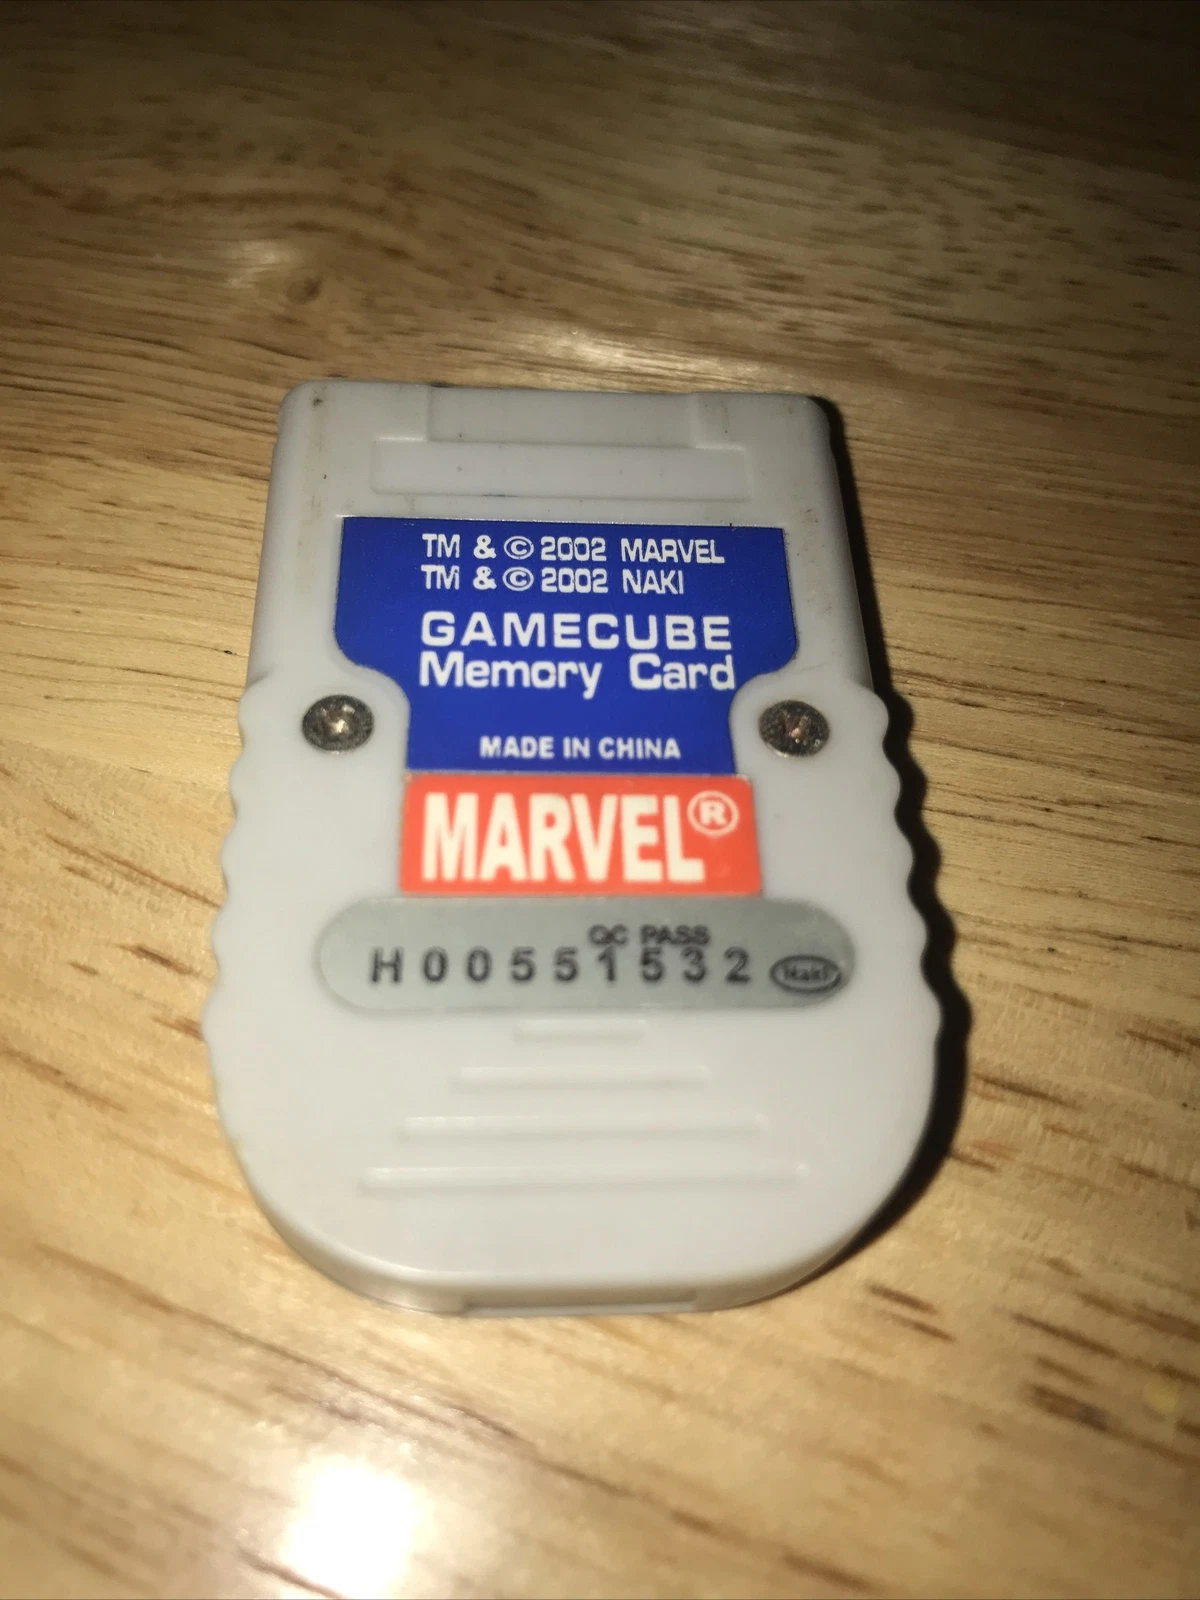 TM & © 2002 MARVEL
TM & © 2002 NAKI
GAMECUBE
Memory Card
MADE IN CHINA
MARVEL®
QC PASS
H00551532 Naki